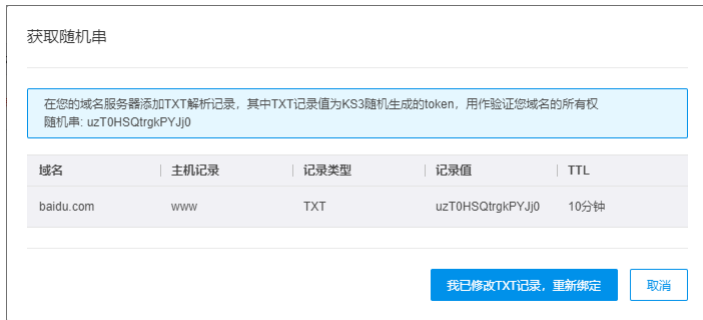 获取随机串
在您的域名服务器添加TXT解析记录，其中TXT记录值为KS3随机生成的token，用作验证您域名的所有权
随机串: uzT0HSQtrgkPYJj0
域名 主机记录 记录类型 记录值 TTL
baidu.com www TXT uzT0HSQtrgkPYJj0 10分钟
我已修改TXT记录，重新绑定 取消